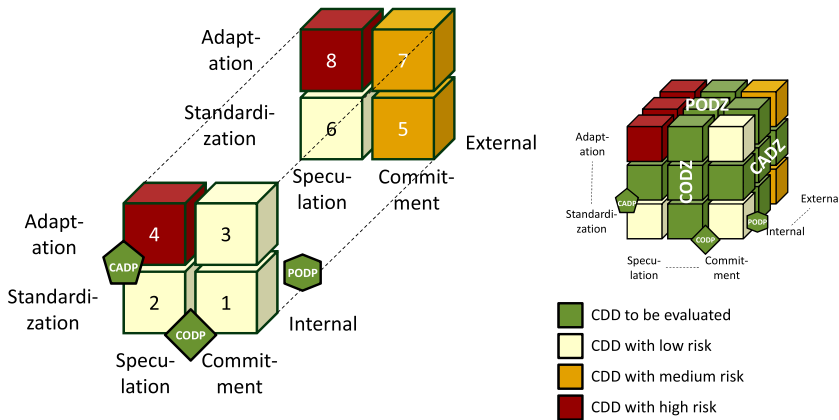 Adapt-
ation
8
7
Standardi-
zation
6
5
External
Specu-
lation
Commit-
ment
Adapt-
ation
4
3
CADP
PODP
Standardi-
zation
2
1
Internal
CODP
Specu-
lation
Commit-
ment
PODZ
Adapt-
ation
CODZ
CADZ
CADP
Standardi-
zation
PODP
Externa
Internal
CODP
Specu-
lation
Commit-
ment
CDD to be evaluated
CDD with low risk
CDD with medium risk
CDD with high risk